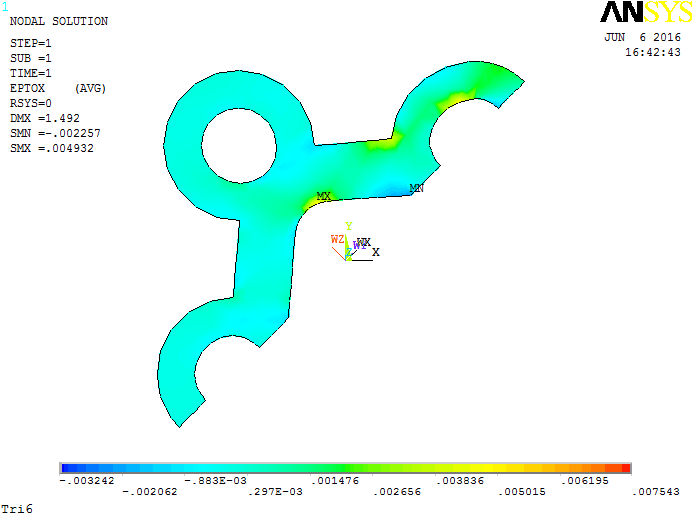 1
NODAL SOLUTION
ANSYS
JUN 6 2016
16:42:43
STEP=1
SUB =1
TIME=1
EPTOX (AVG)
RSYS=0
DMX =1.492
SMN =-.002257
SMX =.004932
MX
MN
Y
WZ
WX
Z
X
-.003242 -.883E-03 .001476 .003836 .006195
-.002062 .297E-03 .002656 .005015 .007543
Tri6